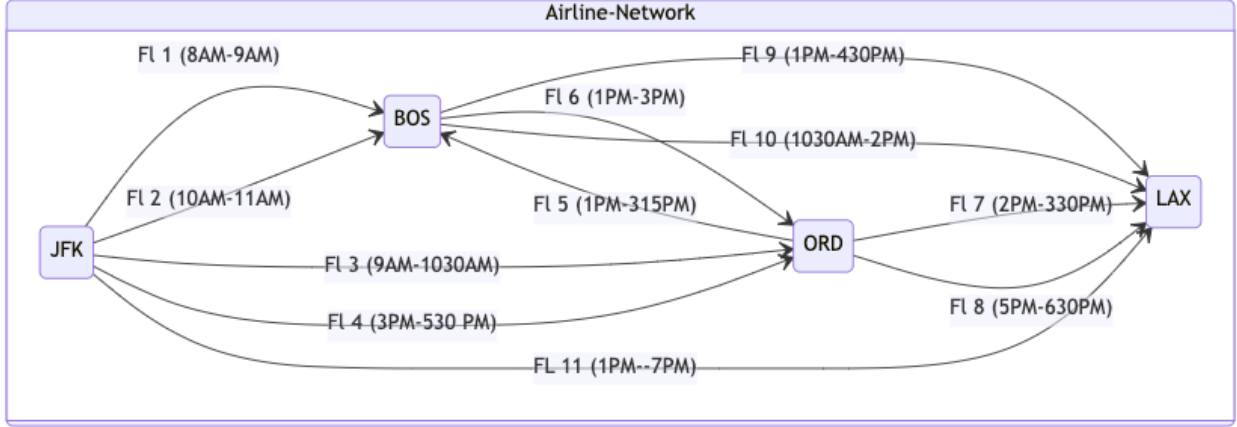 Airline-Network
Fl 1 (8AM-9AM)
Fl 9 (1PM-430PM)
Fl 6 (1PM-3PM)
BOS
Fl 10 (1030AM-2PM)
Fl 2 (10AM-11AM)
Fl 5 (1PM-315PM)
Fl 7 (2PM-330PM)
LAX
JFK
ORD
Fl 3 (9AM-1030AM)
Fl 8 (5PM-630PM)
Fl 4 (3PM-530 PM)
FL 11 (1PM--7PM)